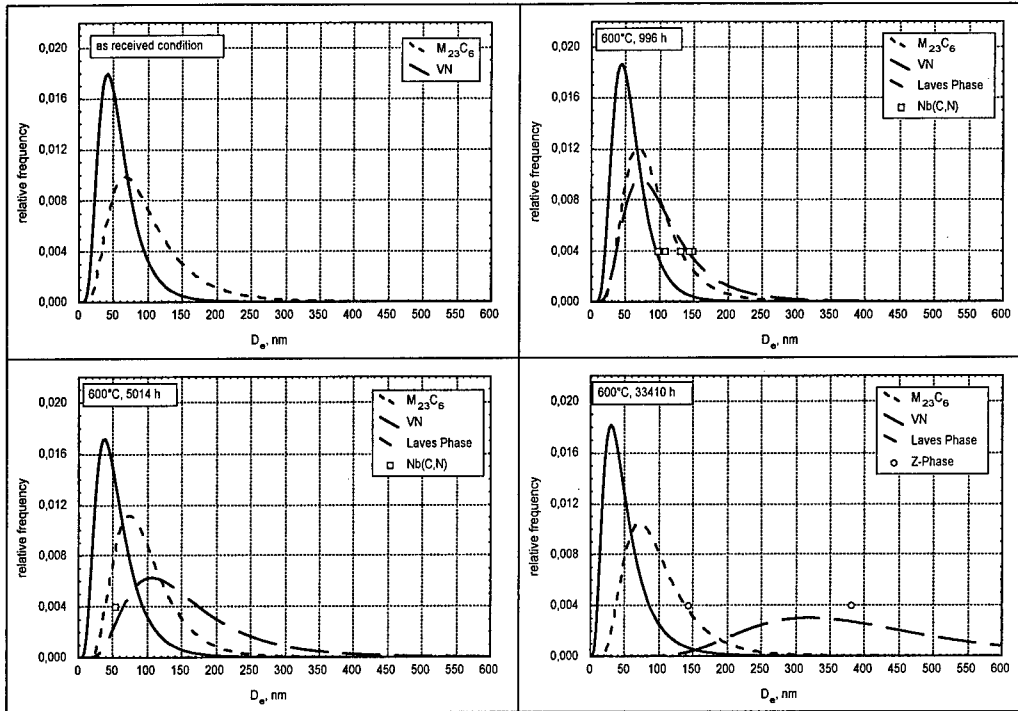 as received condition
M23C6
VN
0,020
0,016
0,012
0,008
0,004
0,000
relative frequency
0 50 100 150 200 250 300 350 400 450 500 550 600
De, nm
600°C, 996 h
M23C6
VN
Laves Phase
Nb(C,N)
0,020
0,016
0,012
0,008
0,004
0,000
relative frequency
0 50 100 150 200 250 300 350 400 450 500 550 600
De, nm
600°C, 5014 h
M23C6
VN
Laves Phase
Nb(C,N)
0,020
0,016
0,012
0,008
0,004
0,000
relative frequency
0 50 100 150 200 250 300 350 400 450 500 550 600
De, nm
600°C, 33410 h
M23C6
VN
Laves Phase
Z-Phase
0,020
0,016
0,012
0,008
0,004
0,000
relative frequency
0 50 100 150 200 250 300 350 400 450 500 550 600
De, nm